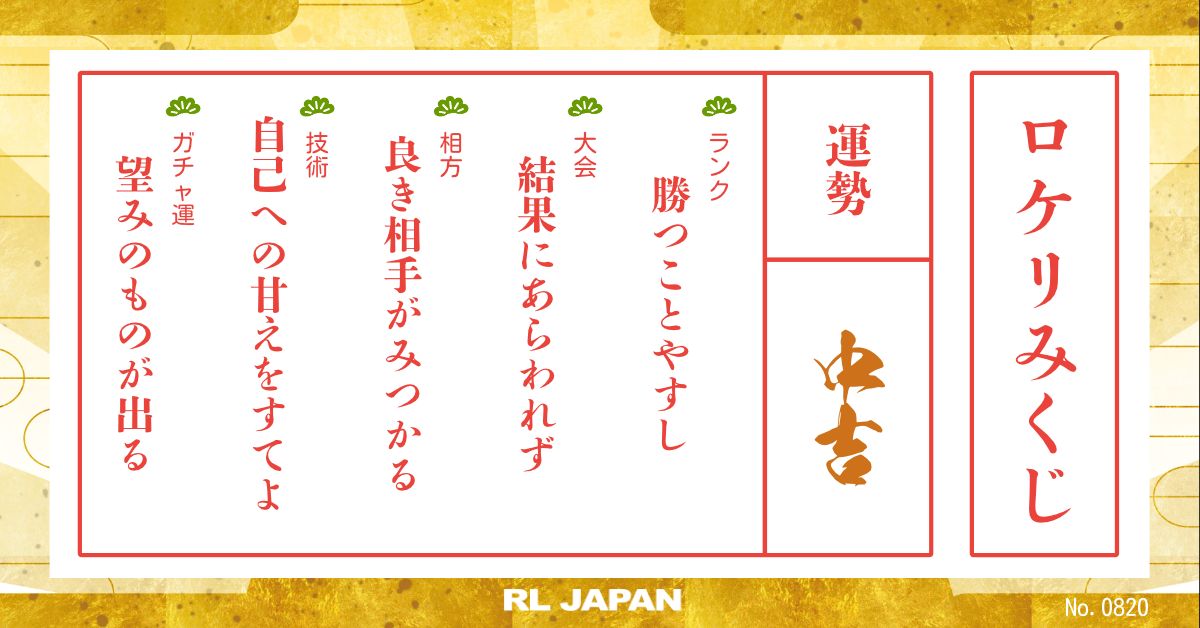 ロケリみくじ
運勢
中吉
ランク
勝つことやすし
大会
結果にあらわれず
相方
良き相手がみつかる
技術
自己への甘えをすてよ
ガチャ運
望みのものが出る
RL JAPAN
No. 0820